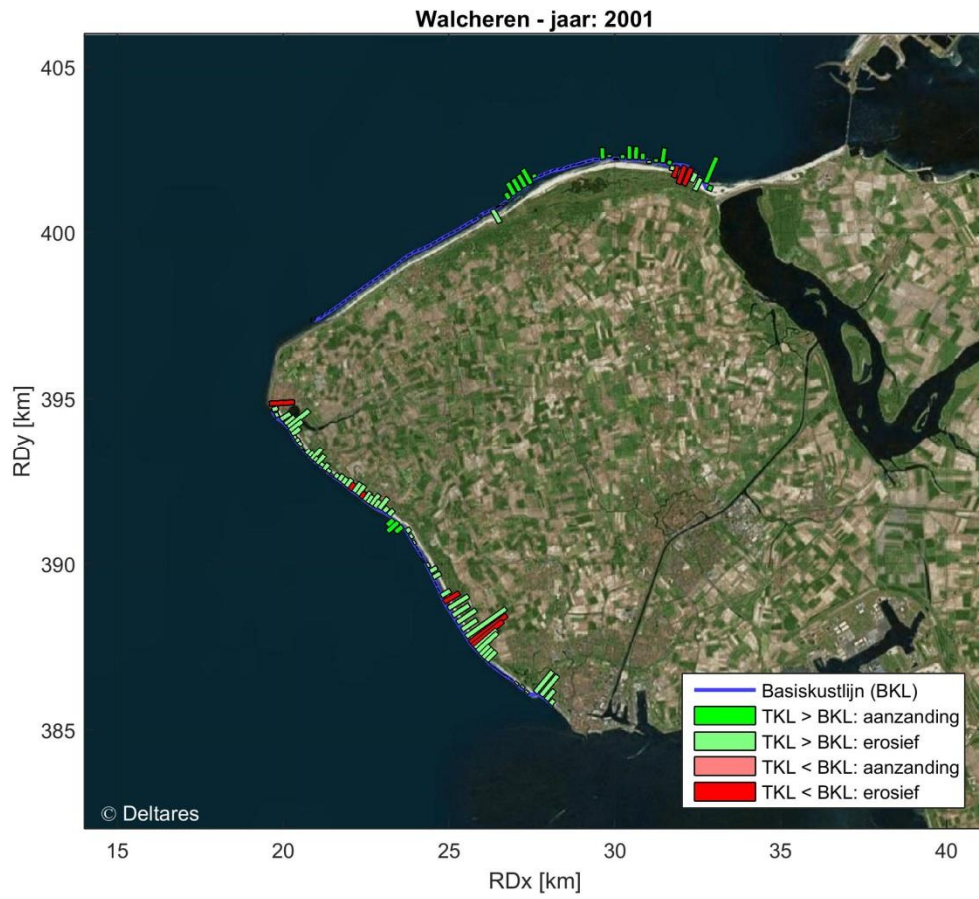 Walcheren - jaar: 2001
405
400
395
390
385
RDy [km]
Basiskustlijn (BKL)
TKL > BKL: aanzanding
TKL > BKL: erosief
TKL < BKL: aanzanding
TKL < BKL: erosief
© Deltares
15 20 25 30 35 40
RDx [km]